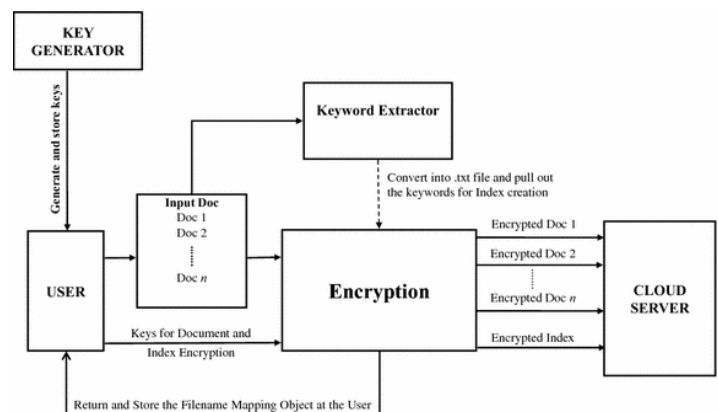 KEY
GENERATOR
Generate and store keys
Keyword Extractor
Convert into .txt file and pull out
the keywords for Index creation
Input Doc
Doc 1
Doc 2
Doc n
USER
Encryption
Encrypted Doc 1
Encrypted Doc 2
Encrypted Doc n
Encrypted Index
CLOUD
SERVER
Keys for Document and
Index Encryption
Return and Store the Filename Mapping Object at the User